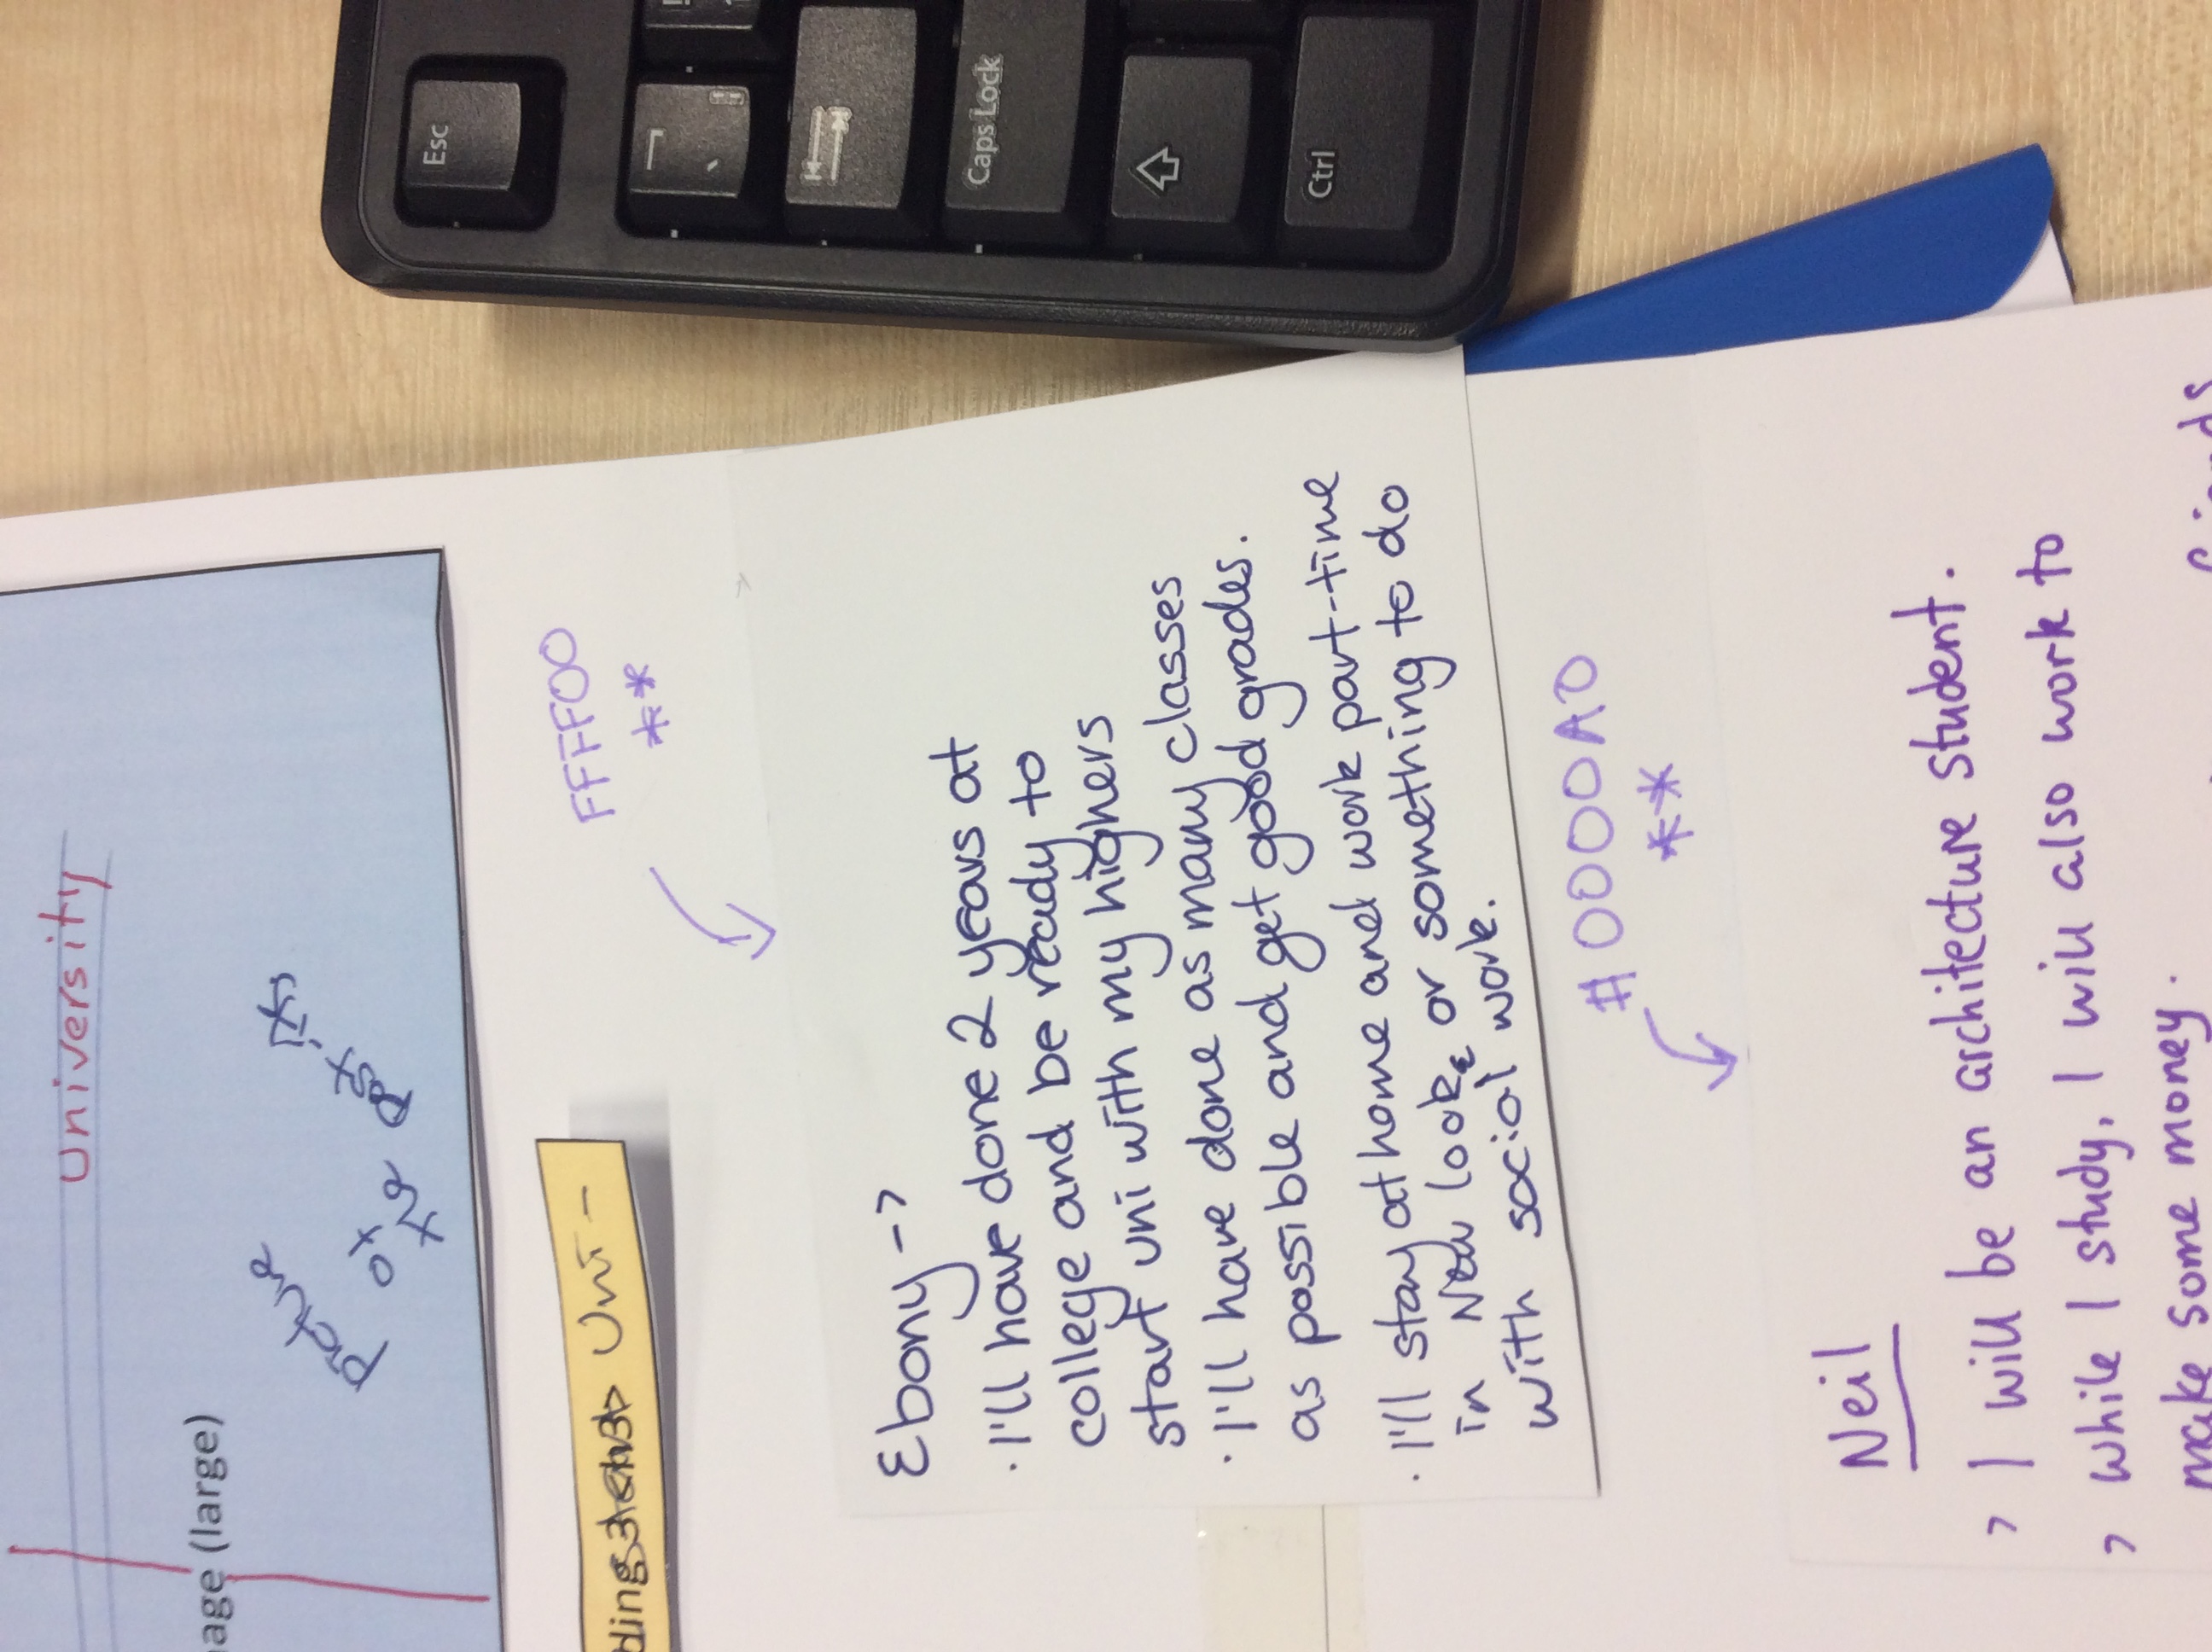 University
age (large)
picture
of
the
post-its
ding Uni -
FFFF00
**
Ebony ->
· I'll have done 2 years at
college and be ready to
start uni with my highers
· I'll have done as many classes
as possible and get good grades.
· I'll stay at home and work part-time
in New look, or something to do
with social work.
#0000A0
**
Neil
> I will be an architecture student.
> While I study, I will also work to
make some money.
friends
Esc
Caps Lock
Ctrl